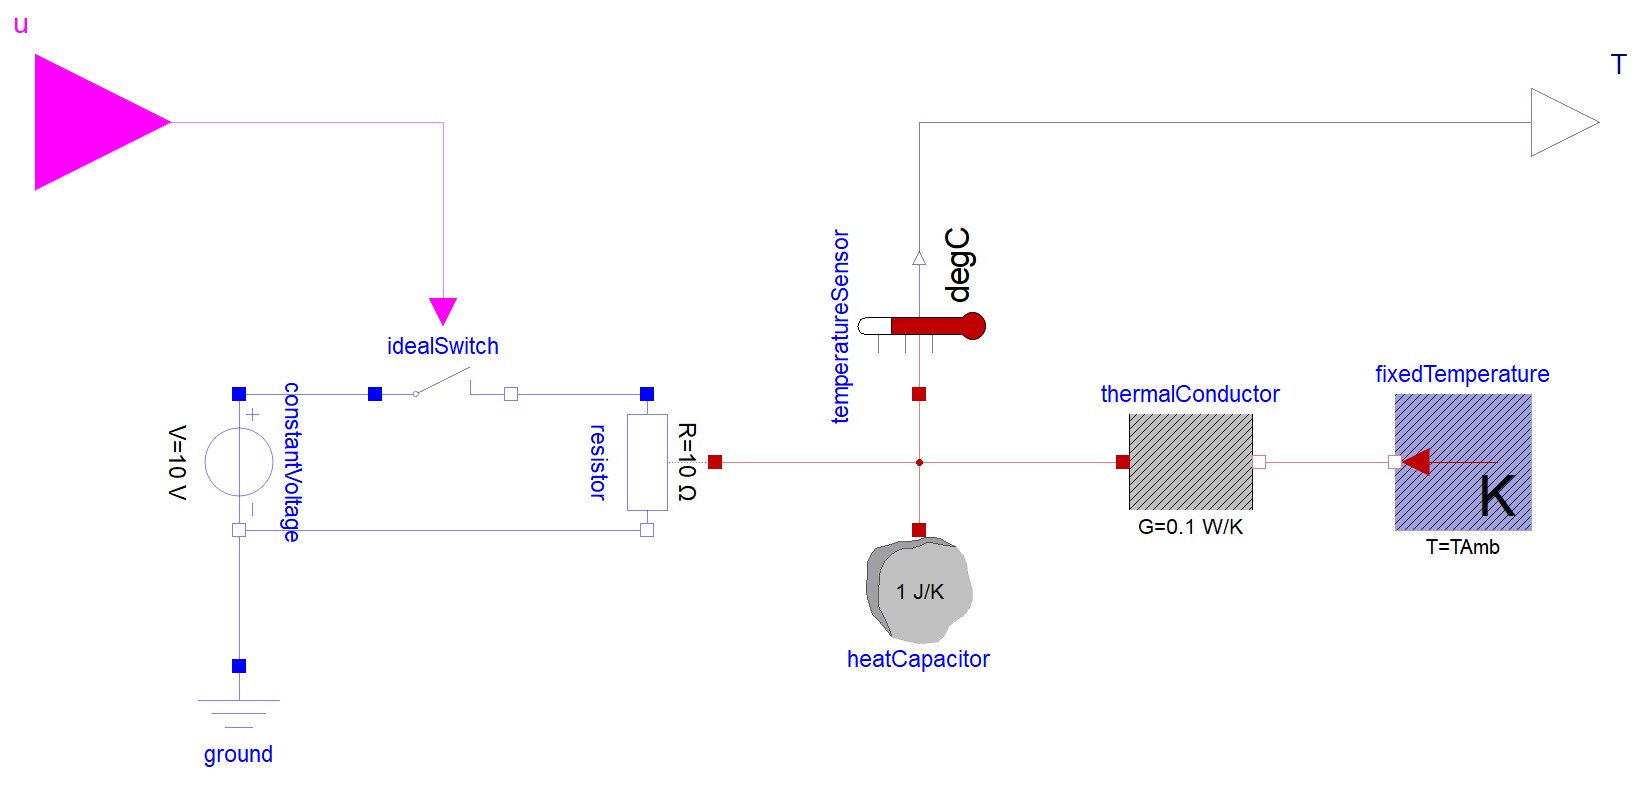 u
T
degC
temperatureSensor
idealSwitch
fixedTemperature
thermalConductor
constantVoltage
+
V=10 V
resistor
R=10 Ω
K
G=0.1 W/K
T=TAmb
1 J/K
heatCapacitor
ground